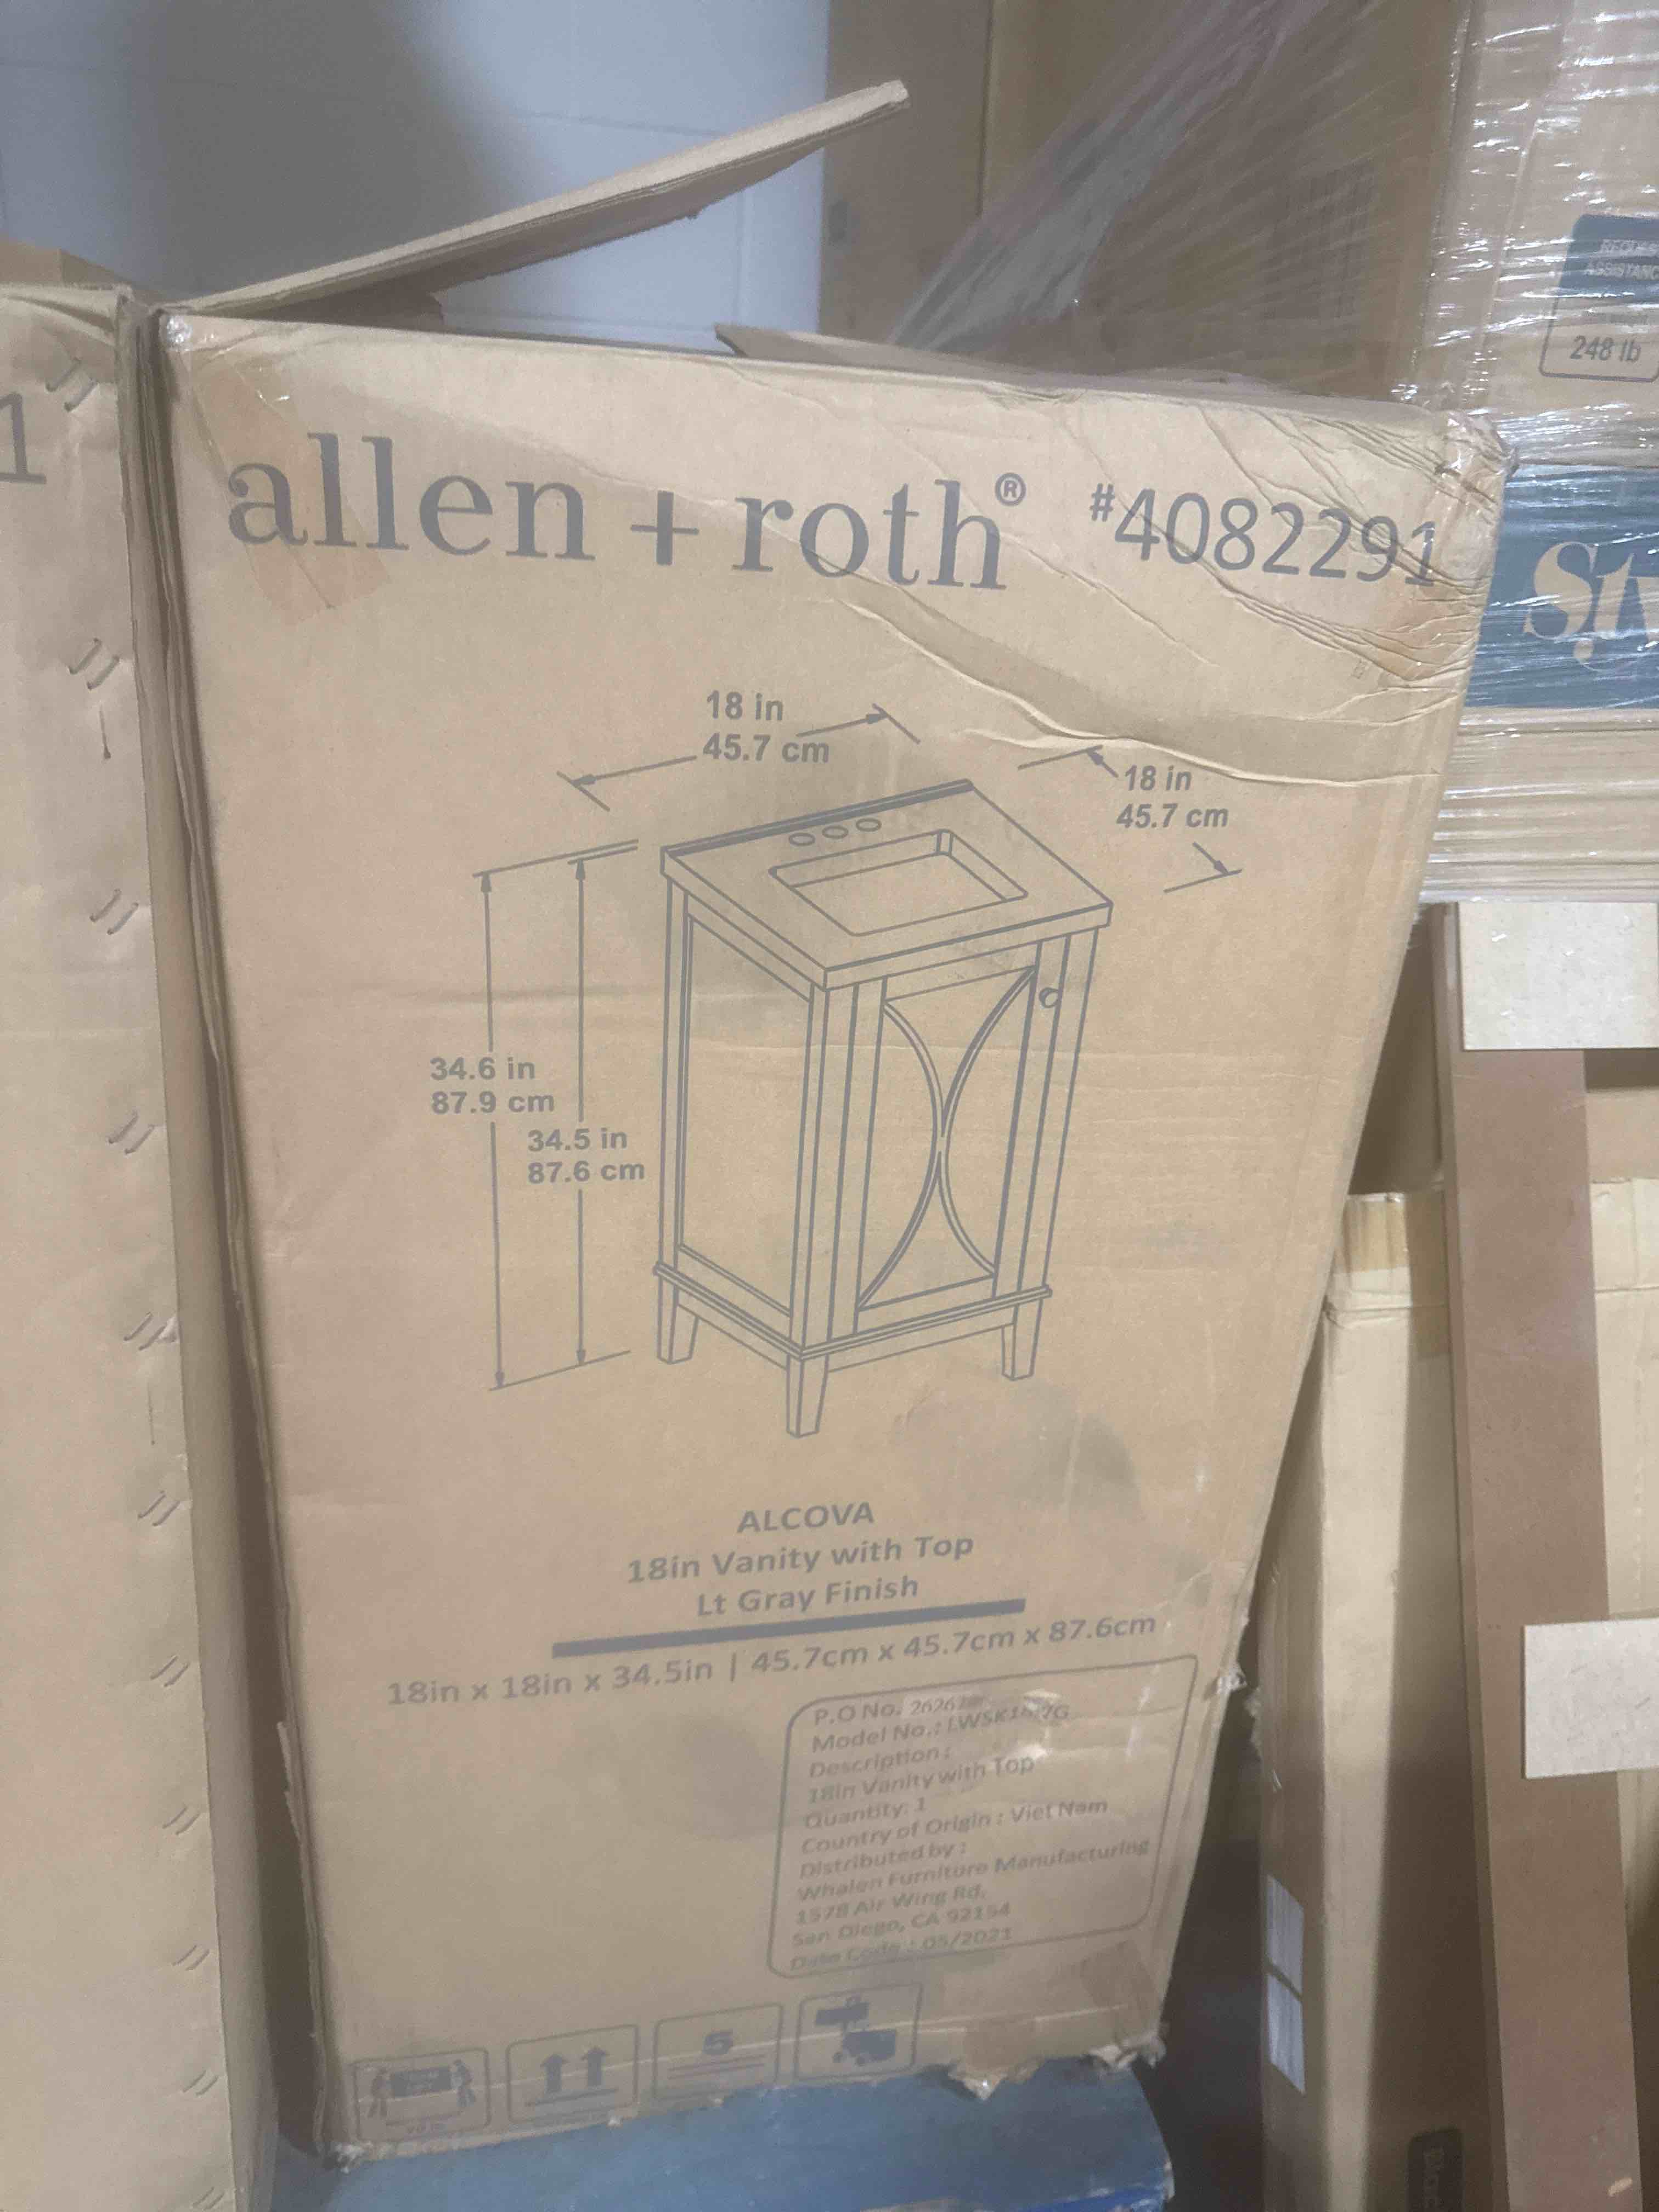 1
allen + roth® #4082291
18 in
45.7 cm
18 in
45.7 cm
34.6 in
87.9 cm
34.5 in
87.6 cm
ALCOVA
18in Vanity with Top
Lt Gray Finish
18in x 18in x 34.5in | 45.7cm x 45.7cm x 87.6cm
P.O No.
Model No.:
Description :
18in Vanity with Top
Quantity: 1
Country of Origin : Viet Nam
Distributed by :
Whalen Furniture Manufacturing
1578 Air Wing Rd,
San Diego, CA 92154
Date Code : 05/2021
5
248 lb
Sty